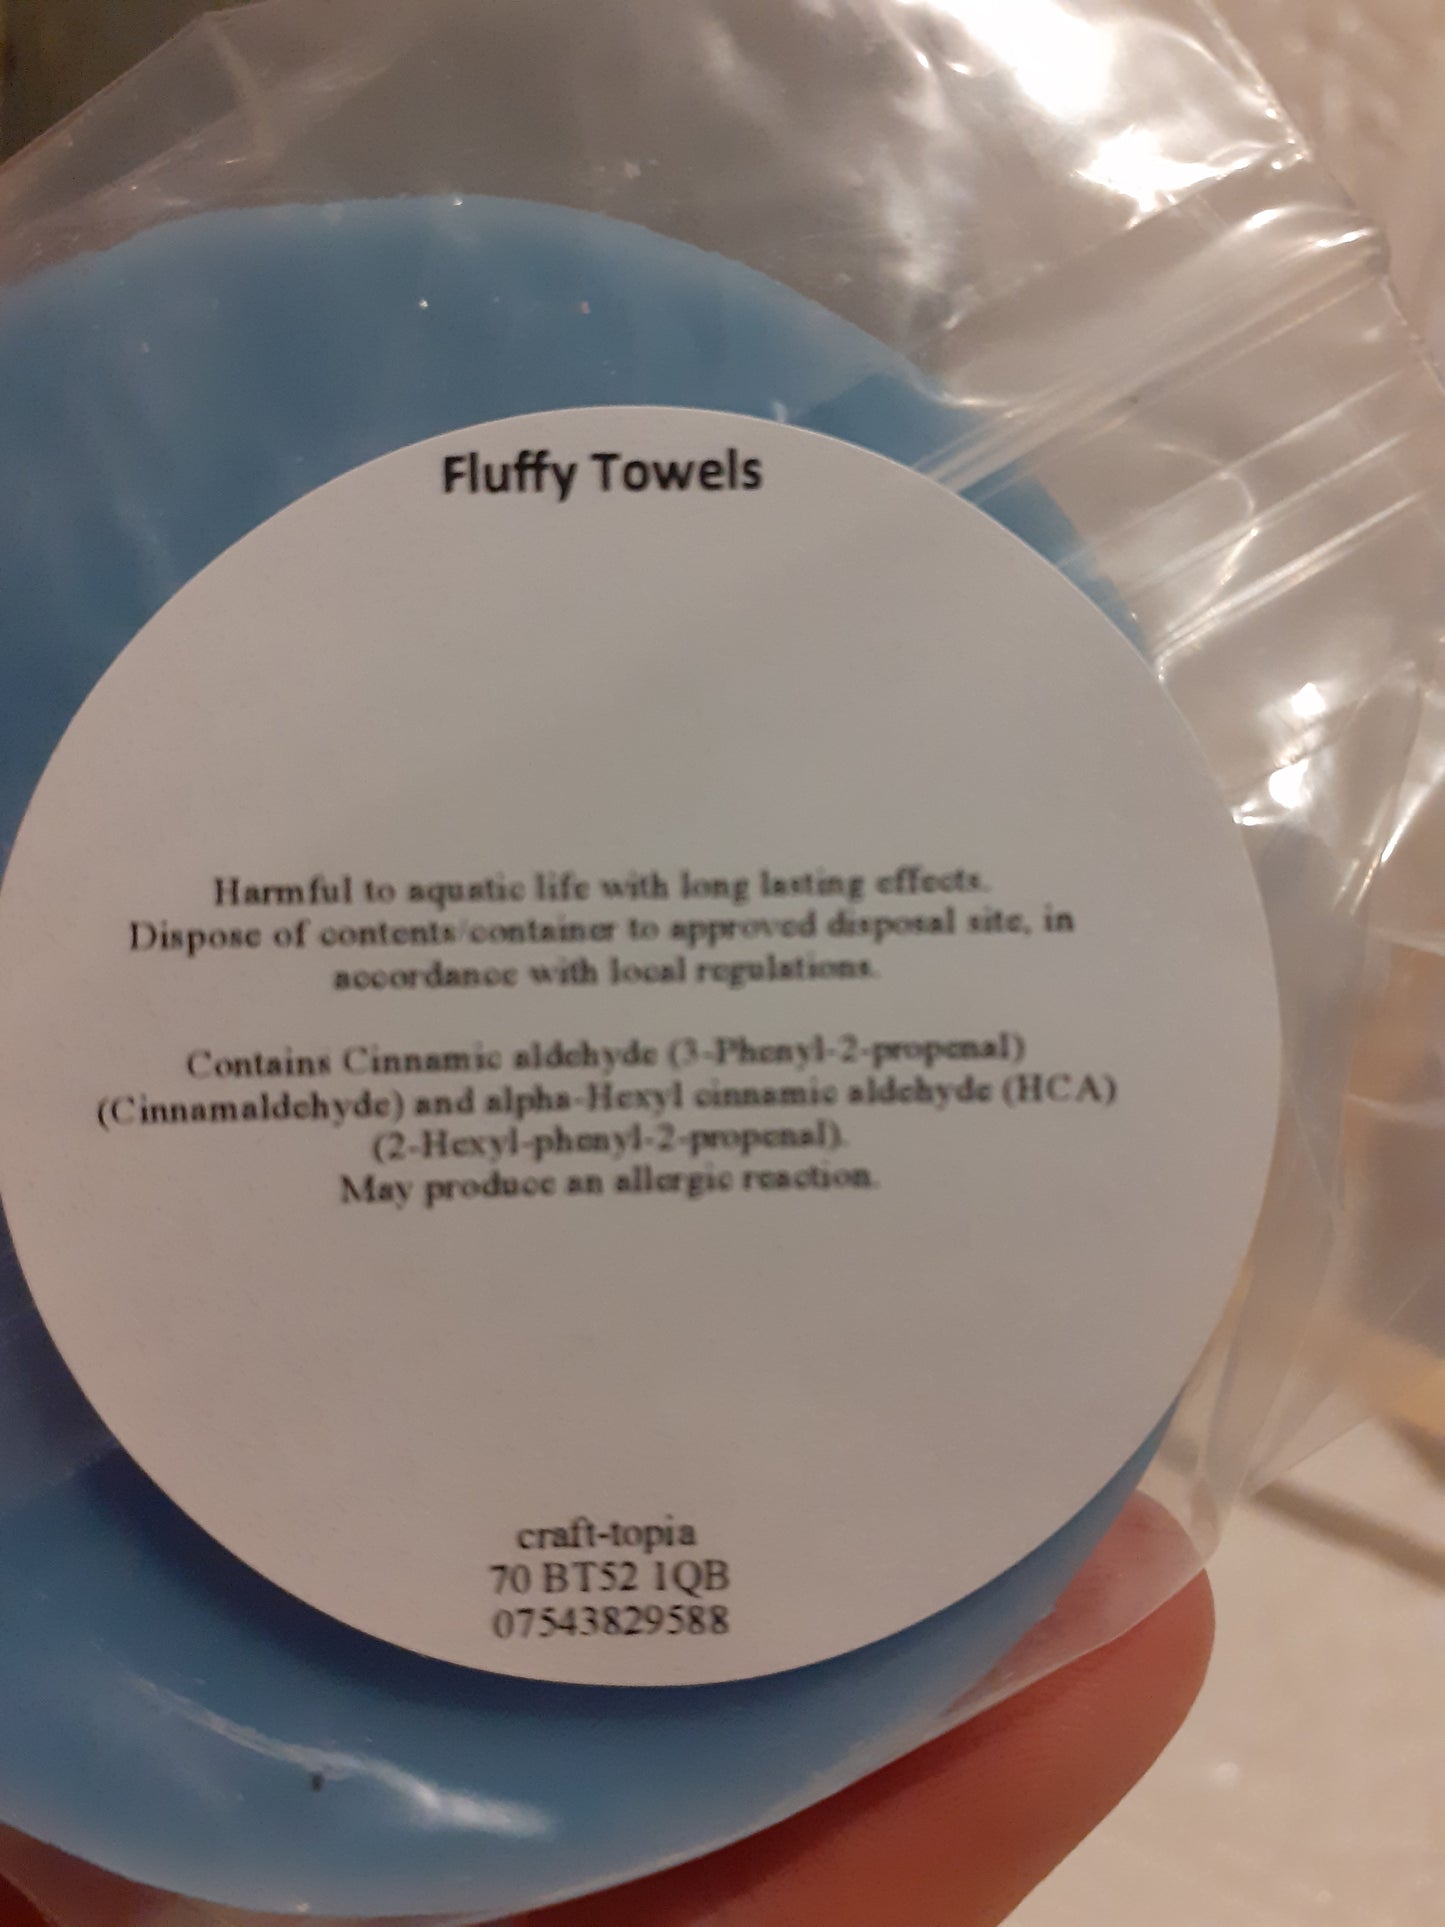 Fluffy Towels
Harmful to aquatic life with long lasting effects.
Dispose of contents/container to approved disposal site, in
accordance with local regulations.
Contains Cinnamic aldehyde (3-Phenyl-2-propenal)
(Cinnamaldehyde) and alpha-Hexyl cinnamic aldehyde (HCA)
(2-Hexyl-phenyl-2-propenal).
May produce an allergic reaction.
craft-topia
70 BT52 1QB
07543829588